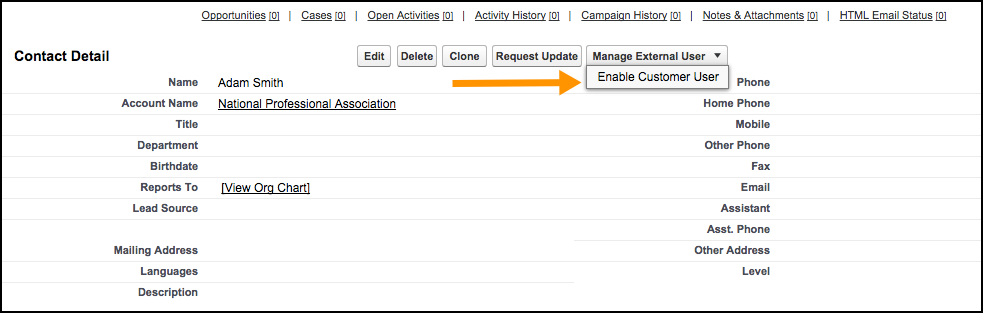 Opportunities [0] | Cases [0] | Open Activities [0] | Activity History [0] | Campaign History [0] | Notes & Attachments [0] | HTML Email Status [0]
Contact Detail Edit Delete Clone Request Update Manage External User
Enable Customer User
Name Adam Smith Phone
Account Name National Professional Association Home Phone
Title Mobile
Department Other Phone
Birthdate Fax
Reports To [View Org Chart] Email
Lead Source Assistant
Asst. Phone
Mailing Address Other Address
Languages Level
Description